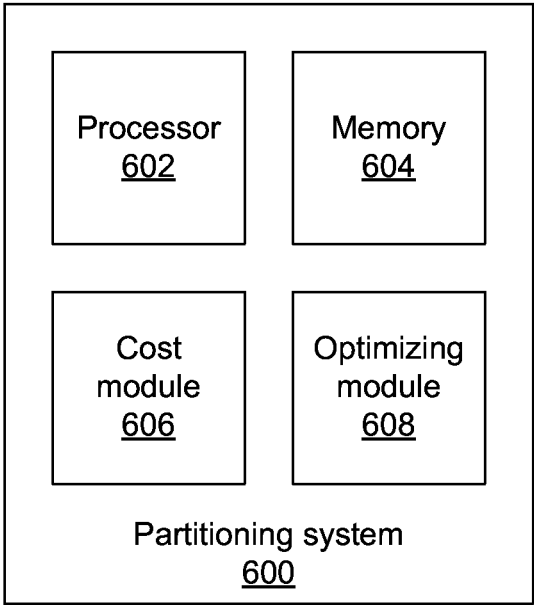 Processor
602
Memory
604
Cost
module
606
Optimizing
module
608
Partitioning system
600